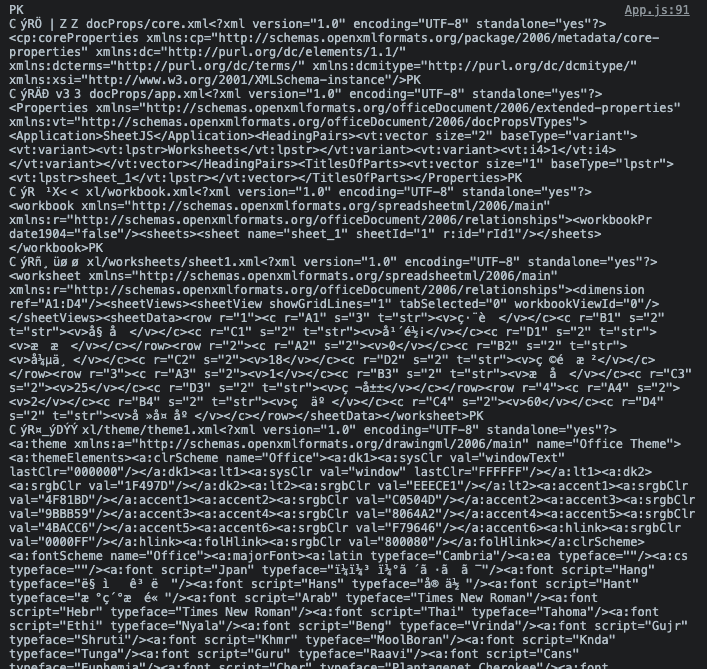 PK App.js:91
C ýRÖ | Z Z docProps/core.xml<?xml version="1.0" encoding="UTF-8" standalone="yes"?>
<cp:coreProperties xmlns:cp="http://schemas.openxmlformats.org/package/2006/metadata/core-
properties" xmlns:dc="http://purl.org/dc/elements/1.1/"
xmlns:dcterms="http://purl.org/dc/terms/" xmlns:dcmitype="http://purl.org/dc/dcmitype/"
xmlns:xsi="http://www.w3.org/2001/XMLSchema-instance"/>PK
C ýRÄÐ v3 3 docProps/app.xml<?xml version="1.0" encoding="UTF-8" standalone="yes"?>
<Properties xmlns="http://schemas.openxmlformats.org/officeDocument/2006/extended-properties"
xmlns:vt="http://schemas.openxmlformats.org/officeDocument/2006/docPropsVTypes">
<Application>SheetJS</Application><HeadingPairs><vt:vector size="2" baseType="variant">
<vt:variant><vt:lpstr>Worksheets</vt:lpstr></vt:variant><vt:variant><vt:i4>1</vt:i4>
</vt:variant></vt:vector></HeadingPairs><TitlesOfParts><vt:vector size="1" baseType="lpstr">
<vt:lpstr>sheet_1</vt:lpstr></vt:vector></TitlesOfParts></Properties>PK
C ýR ¹X< < xl/workbook.xml<?xml version="1.0" encoding="UTF-8" standalone="yes"?>
<workbook xmlns="http://schemas.openxmlformats.org/spreadsheetml/2006/main"
xmlns:r="http://schemas.openxmlformats.org/officeDocument/2006/relationships"><workbookPr
date1904="false"/><sheets><sheet name="sheet_1" sheetId="1" r:id="rId1"/></sheets>
</workbook>PK
C ýRñ¸ üø ø xl/worksheets/sheet1.xml<?xml version="1.0" encoding="UTF-8" standalone="yes"?>
<worksheet xmlns="http://schemas.openxmlformats.org/spreadsheetml/2006/main"
xmlns:r="http://schemas.openxmlformats.org/officeDocument/2006/relationships"><dimension
ref="A1:D4"/><sheetViews><sheetView showGridLines="1" tabSelected="0" workbookViewId="0"/>
</sheetViews><sheetData><row r="1"><c r="A1" s="3" t="str"><v>ç·¨è </v></c><c r="B1" s="2"
t="str"><v>å§ å </v></c><c r="C1" s="2" t="str"><v>å¹´é½¡</v></c><c r="D1" s="2" t="str">
<v>æ æ </v></c></row><row r="2"><c r="A2" s="2"><v>0</v></c><c r="B2" s="2" t="str">
<v>å¼µä¸ </v></c><c r="C2" s="2"><v>18</v></c><c r="D2" s="2" t="str"><v>ç ©é æ ²</v></c>
</row><row r="3"><c r="A3" s="2"><v>1</v></c><c r="B3" s="2" t="str"><v>æ å </v></c><c r="C3"
s="2"><v>25</v></c><c r="D3" s="2" t="str"><v>ç ¬å±±</v></c></row><row r="4"><c r="A4" s="2">
<v>2</v></c><c r="B4" s="2" t="str"><v>ç äº </v></c><c r="C4" s="2"><v>60</v></c><c r="D4"
s="2" t="str"><v>å »å¤ åº </v></c></row></sheetData></worksheet>PK
C ýR¤_ýDÝÝ xl/theme/theme1.xml<?xml version="1.0" encoding="UTF-8" standalone="yes"?>
<a:theme xmlns:a="http://schemas.openxmlformats.org/drawingml/2006/main" name="Office Theme">
<a:themeElements><a:clrScheme name="Office"><a:dk1><a:sysClr val="windowText"
lastClr="000000"/></a:dk1><a:lt1><a:sysClr val="window" lastClr="FFFFFF"/></a:lt1><a:dk2>
<a:srgbClr val="1F497D"/></a:dk2><a:lt2><a:srgbClr val="EEECE1"/></a:lt2><a:accent1><a:srgbClr
val="4F81BD"/></a:accent1><a:accent2><a:srgbClr val="C0504D"/></a:accent2><a:accent3><a:srgbClr
val="9BBB59"/></a:accent3><a:accent4><a:srgbClr val="8064A2"/></a:accent4><a:accent5><a:srgbClr
val="4BACC6"/></a:accent5><a:accent6><a:srgbClr val="F79646"/></a:accent6><a:hlink><a:srgbClr
val="0000FF"/></a:hlink><a:folHlink><a:srgbClr val="800080"/></a:folHlink></a:clrScheme>
<a:fontScheme name="Office"><a:majorFont><a:latin typeface="Cambria"/><a:ea typeface=""/><a:cs
typeface=""/><a:font script="Jpan" typeface="ï¼­ï¼³ ï¼°ã ´ã ·ã ã ¯"/><a:font script="Hang"
typeface="ë§ ì ê³ ë "/><a:font script="Hans" typeface="å® ä½ "/><a:font script="Hant"
typeface="æ °ç´°æ é« "/><a:font script="Arab" typeface="Times New Roman"/><a:font
script="Hebr" typeface="Times New Roman"/><a:font script="Thai" typeface="Tahoma"/><a:font
script="Ethi" typeface="Nyala"/><a:font script="Beng" typeface="Vrinda"/><a:font script="Gujr"
typeface="Shruti"/><a:font script="Khmr" typeface="MoolBoran"/><a:font script="Knda"
typeface="Tunga"/><a:font script="Guru" typeface="Raavi"/><a:font script="Cans"
typeface="Euphemia"/><a:font script="Cher" typeface="Plantagenet Cherokee"/><a:font